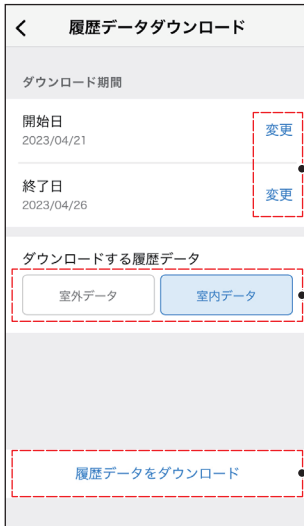 履歴データダウンロード
ダウンロード期間
開始日
2023/04/21
変更
終了日
2023/04/26
変更
ダウンロードする履歴データ
室外データ 室内データ
履歴データをダウンロード